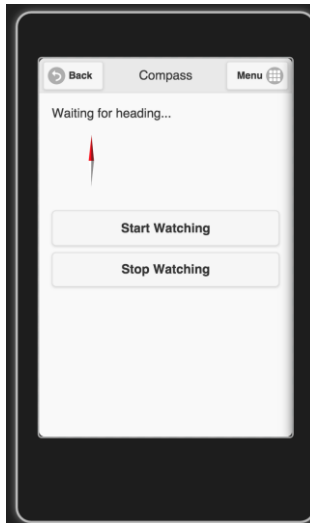 Back
Compass
Menu
Waiting for heading...
Start Watching
Stop Watching